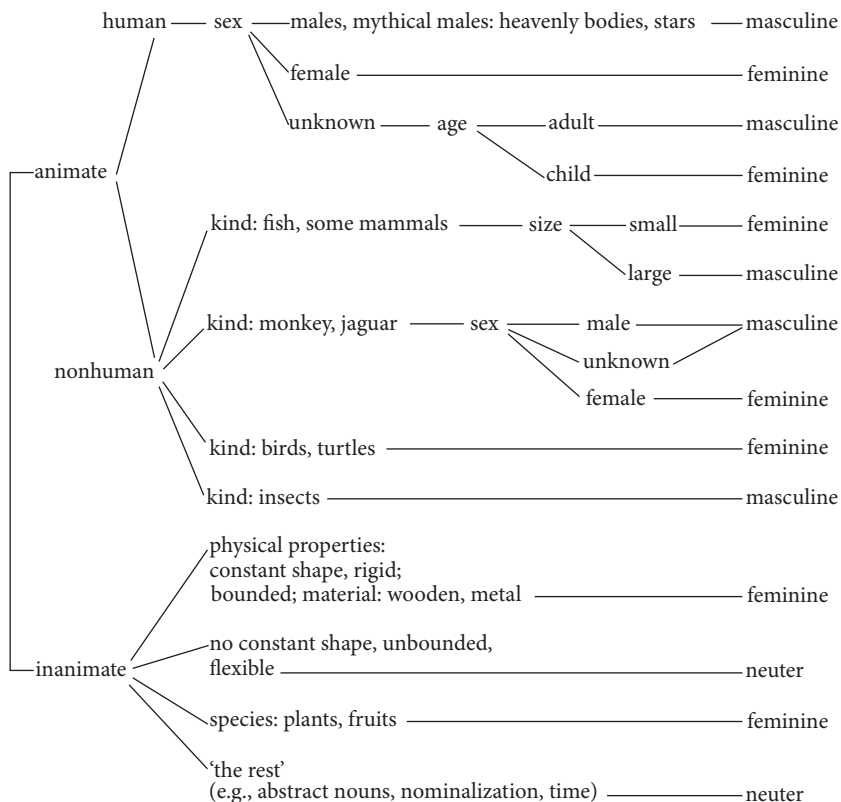 human sex males, mythical males: heavenly bodies, stars masculine
female feminine
unknown age adult masculine
child feminine
animate
kind: fish, some mammals size small feminine
large masculine
kind: monkey, jaguar sex male masculine
unknown
nonhuman
female feminine
kind: birds, turtles feminine
kind: insects masculine
physical properties:
constant shape, rigid;
bounded; material: wooden, metal feminine
no constant shape, unbounded,
inanimate
flexible neuter
species: plants, fruits feminine
‘the rest’
(e.g., abstract nouns, nominalization, time) neuter